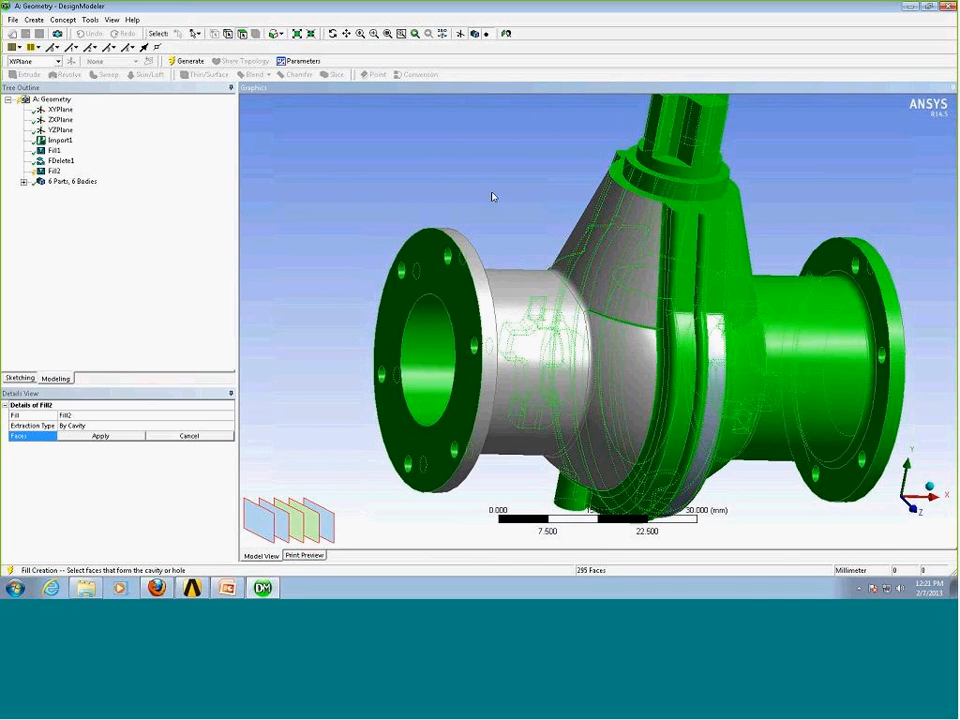 A: Geometry - DesignModeler
File Create Concept Tools View Help
Select:
Undo Redo
XYPlane None Generate Share Topology Parameters
Extrude Revolve Sweep Skin/Loft Thin/Surface Blend Chamfer Slice Point Conversion
Tree Outline
Graphics
A: Geometry
XYPlane
ZXPlane
YZPlane
Import1
Fill1
FDelete1
Fill2
6 Parts, 6 Bodies
ANSYS
R14.5
Sketching Modeling
Details View
Details of Fill2
Fill Fill2
Extraction Type By Cavity
Faces Apply Cancel
0.000 30.000 (mm)
7.500 22.500
Y
X
Z
Model View Print Preview
Fill Creation -- Select faces that form the cavity or hole 295 Faces Millimeter 0 0
DM
12:21 PM
2/7/2013